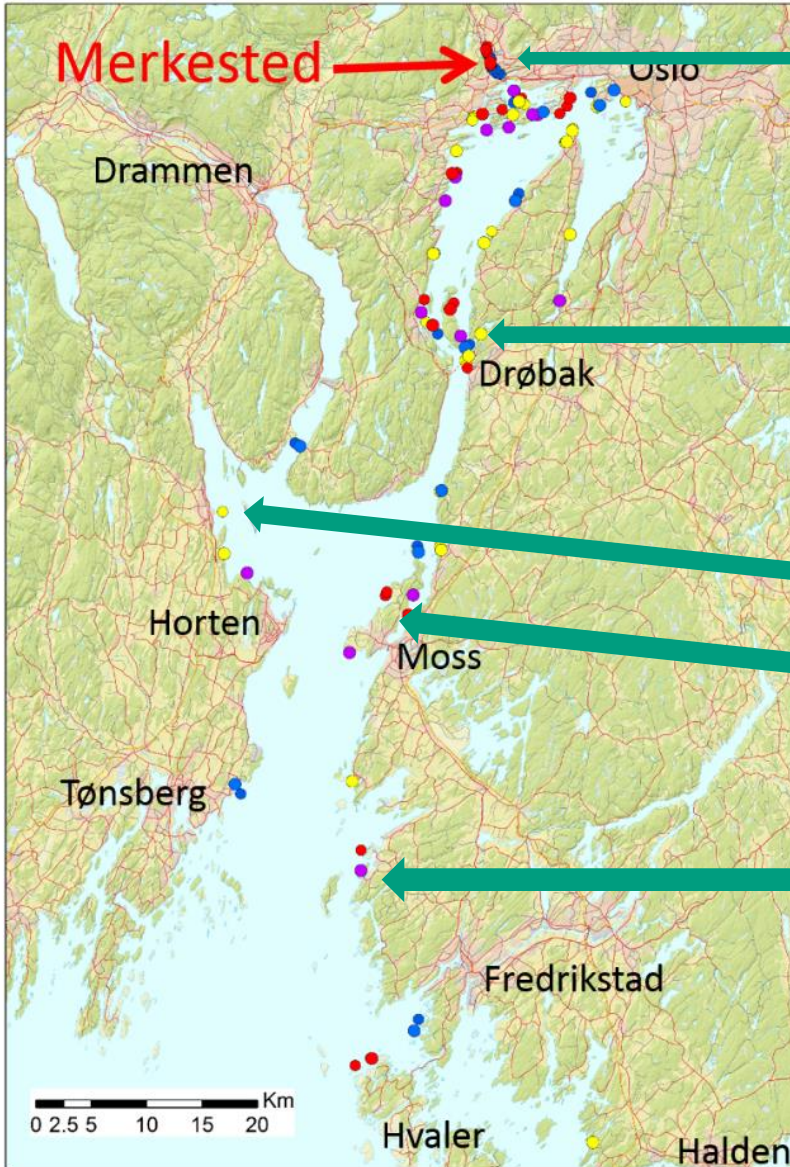 Merkested
Oslo
Drammen
Drøbak
Horten
Moss
Tønsberg
Fredrikstad
Km
0 2.5 5 10 15 20
Hvaler
Halden